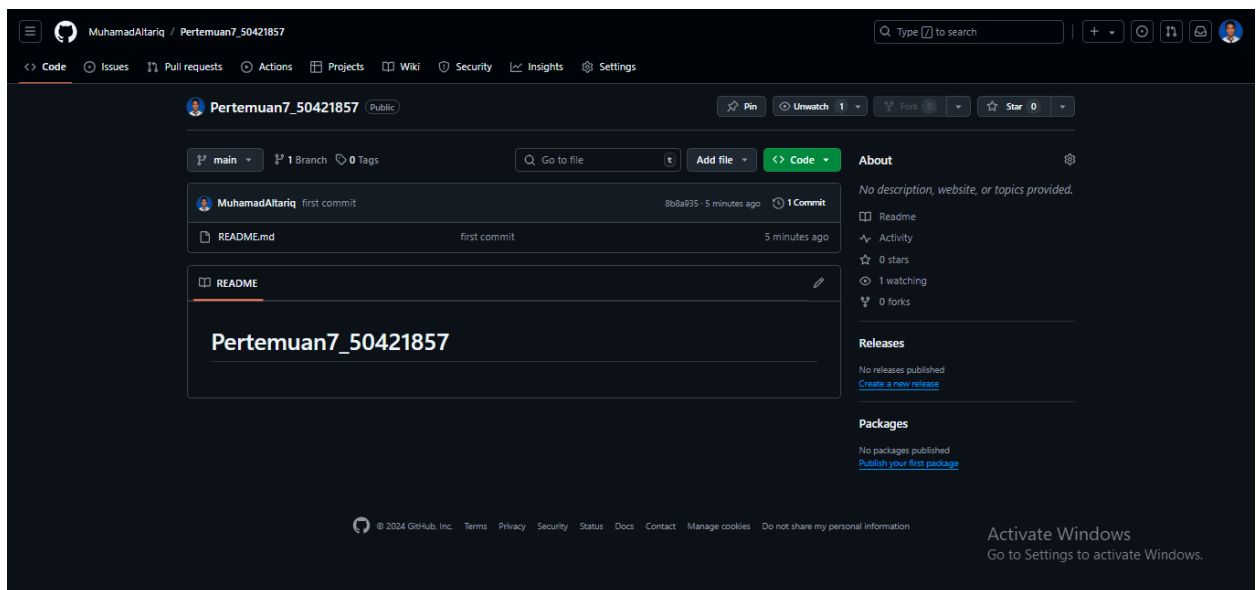 MuhamadAltariq / Pertemuan7_50421857
Type / to search
Code Issues Pull requests Actions Projects Wiki Security Insights Settings
Pertemuan7_50421857 Public
Pin Unwatch 1 Fork 0 Star 0
main 1 Branch 0 Tags Go to file t Add file Code
MuhamadAltariq first commit 8b8a935 · 5 minutes ago 1 Commit
README.md first commit 5 minutes ago
README
Pertemuan7_50421857
About
No description, website, or topics provided.
Readme
Activity
0 stars
1 watching
0 forks
Releases
No releases published
Create a new release
Packages
No packages published
Publish your first package
© 2024 GitHub, Inc. Terms Privacy Security Status Docs Contact Manage cookies Do not share my personal information
Activate Windows
Go to Settings to activate Windows.